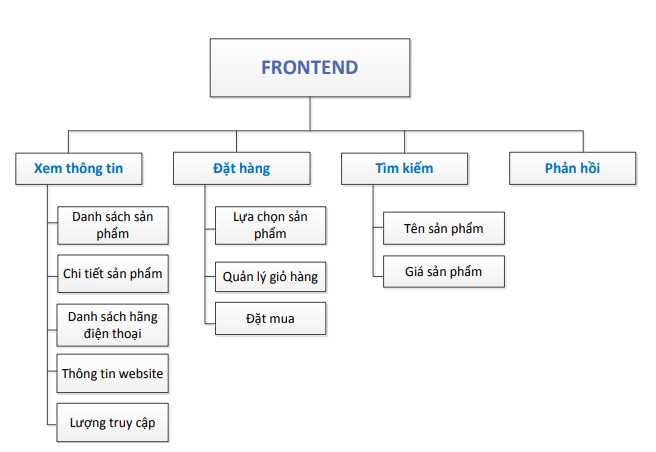 FRONTEND
Xem thông tin
Đặt hàng
Tìm kiếm
Phản hồi
Danh sách sản
phẩm
Chi tiết sản phẩm
Danh sách hãng
điện thoại
Thông tin website
Lượng truy cập
Lựa chọn sản
phẩm
Quản lý giỏ hàng
Đặt mua
Tên sản phẩm
Giá sản phẩm